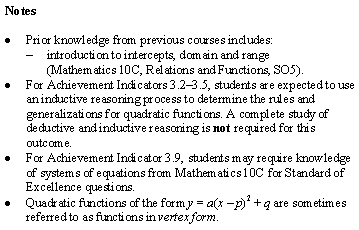 Notes
• Prior knowledge from previous courses includes:
– introduction to intercepts, domain and range
(Mathematics 10C, Relations and Functions, SO5).
• For Achievement Indicators 3.2–3.5, students are expected to use
an inductive reasoning process to determine the rules and
generalizations for quadratic functions. A complete study of
deductive and inductive reasoning is not required for this
outcome.
• For Achievement Indicator 3.9, students may require knowledge
of systems of equations from Mathematics 10C for Standard of
Excellence questions.
• Quadratic functions of the form y = a(x – p)² + q are sometimes
referred to as functions in vertex form.